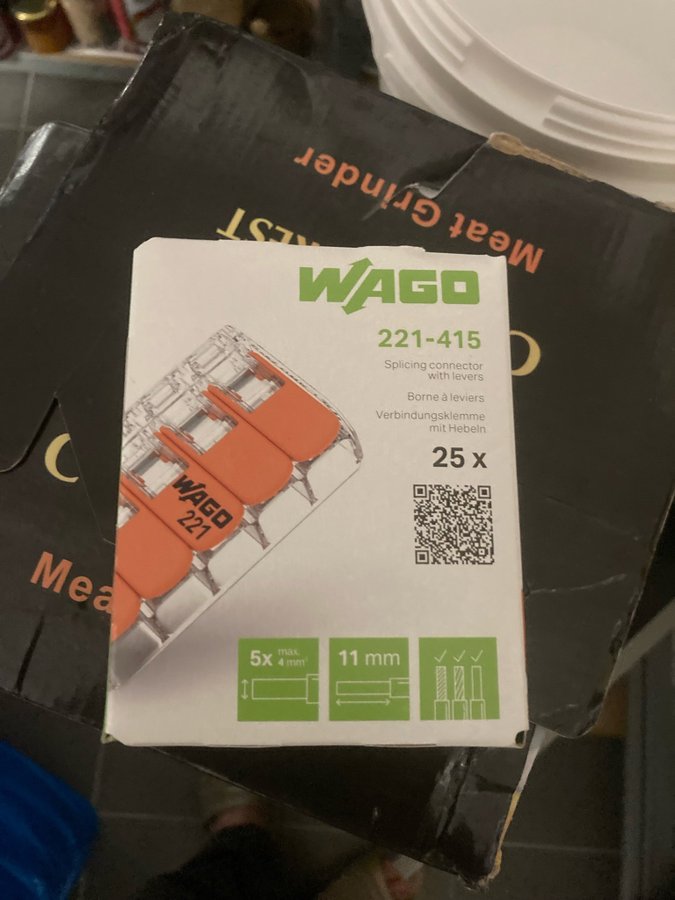 Meat Grinder
WAGO
221-415
Splicing connector
with levers
Borne à leviers
Verbindungsklemme
mit Hebeln
25 x
WAGO
221
5x max.
4 mm²
11 mm
Mea